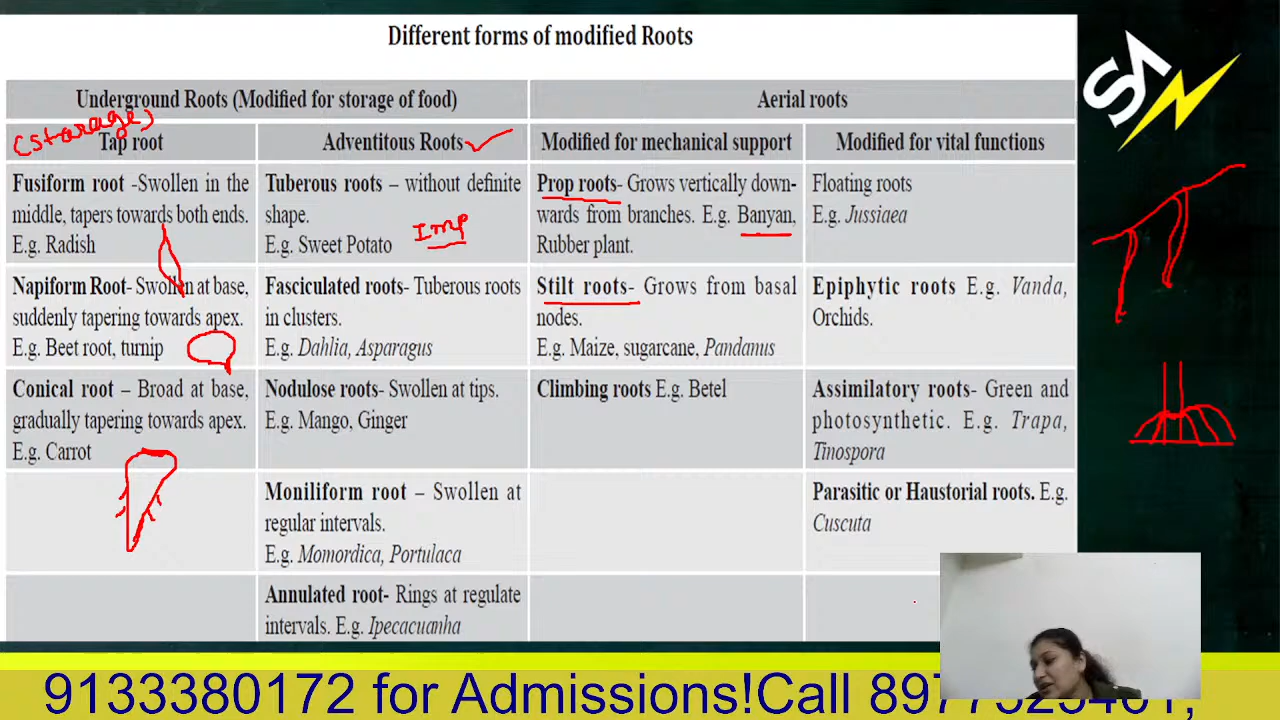 Different forms of modified Roots
Underground Roots (Modified for storage of food)
Aerial roots
(Storage)
Tap root
Adventitous Roots
Modified for mechanical support
Modified for vital functions
Fusiform root -Swollen in the
middle, tapers towards both ends.
E.g. Radish
Tuberous roots – without definite
shape.
E.g. Sweet Potato
Imp
Prop roots- Grows vertically down-
wards from branches. E.g. Banyan,
Rubber plant.
Floating roots
E.g. Jussiaea
Napiform Root- Swollen at base,
suddenly tapering towards apex.
E.g. Beet root, turnip
Fasciculated roots- Tuberous roots
in clusters.
E.g. Dahlia, Asparagus
Stilt roots- Grows from basal
nodes.
E.g. Maize, sugarcane, Pandanus
Epiphytic roots E.g. Vanda,
Orchids.
Conical root – Broad at base,
gradually tapering towards apex.
E.g. Carrot
Nodulose roots- Swollen at tips.
E.g. Mango, Ginger
Climbing roots E.g. Betel
Assimilatory roots- Green and
photosynthetic. E.g. Trapa,
Tinospora
Moniliform root – Swollen at
regular intervals.
E.g. Momordica, Portulaca
Parasitic or Haustorial roots. E.g.
Cuscuta
Annulated root- Rings at regulate
intervals. E.g. Ipecacuanha
SAN
9133380172 for Admissions!Call